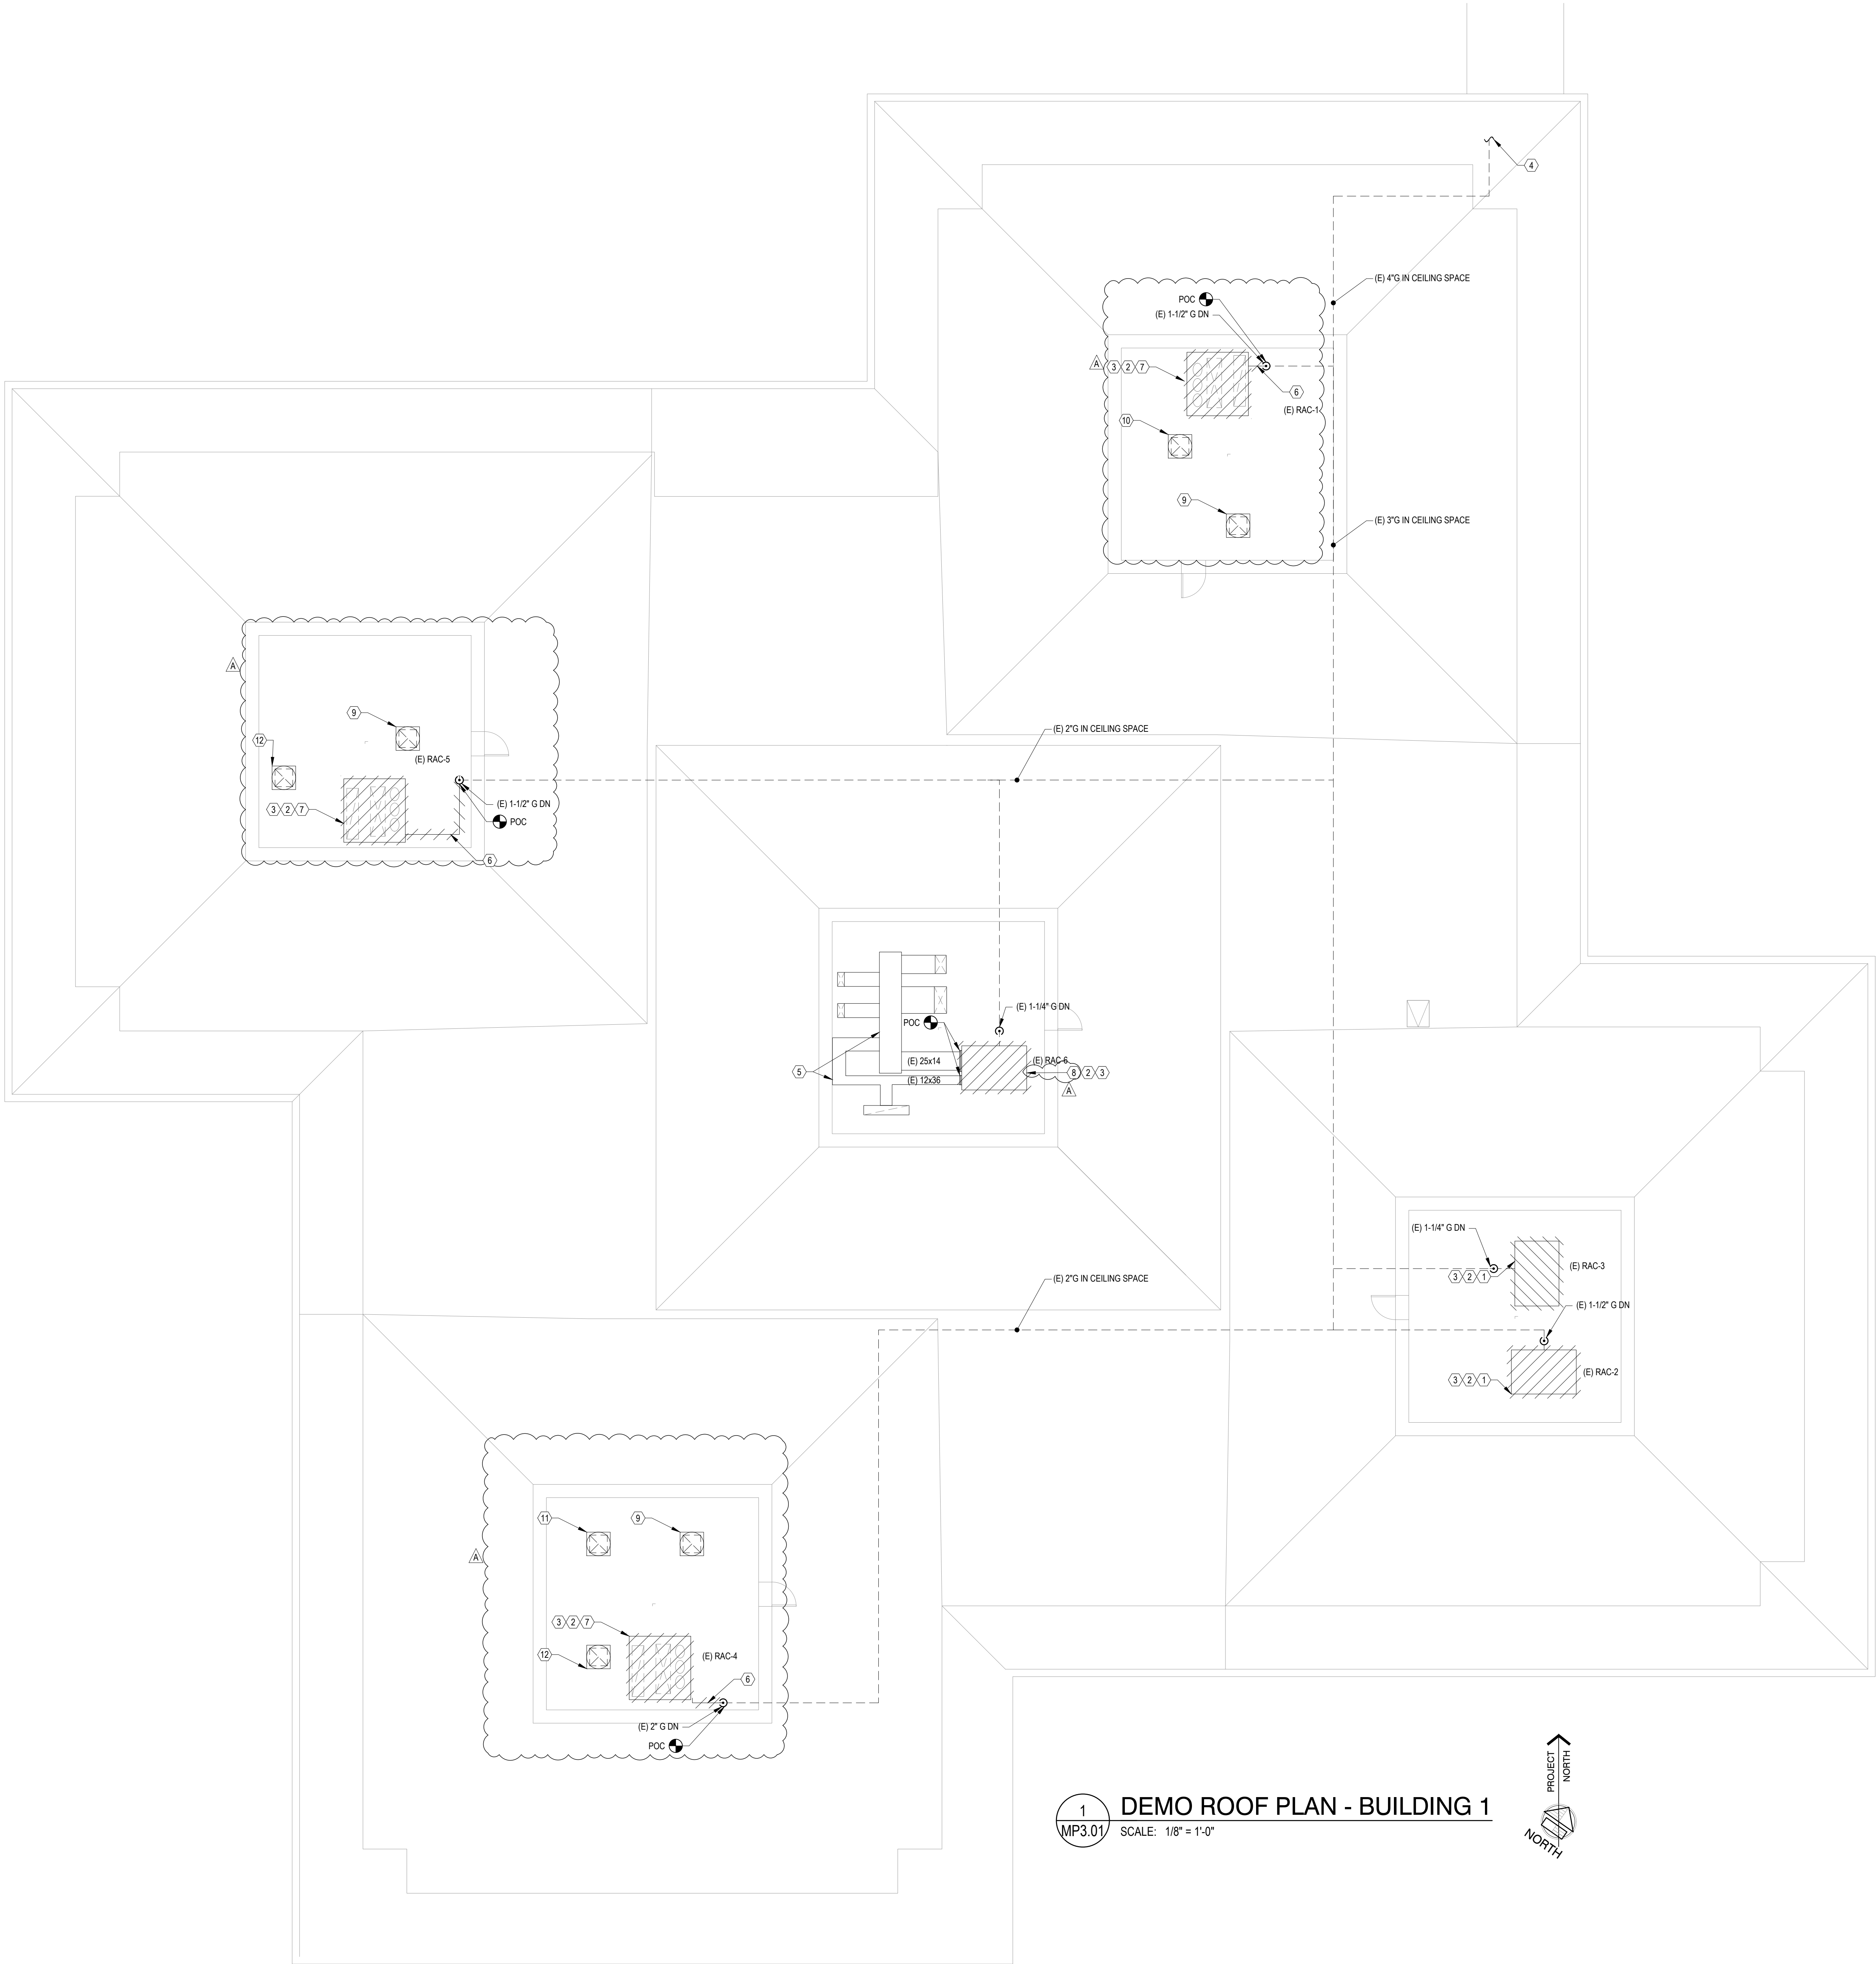 4
(E) 4"G IN CEILING SPACE
POC
(E) 1-1/2" G DN
A
3 2 7
6
(E) RAC-1
10
9
(E) 3"G IN CEILING SPACE
A
9
12
(E) RAC-5
3 2 7
(E) 1-1/2" G DN
POC
6
(E) 2"G IN CEILING SPACE
(E) 1-1/4" G DN
POC
(E) 25x14
(E) RAC-6
5
(E) 12x36
8 2 3
A
(E) 1-1/4" G DN
(E) RAC-3
3 2 1
(E) 1-1/2" G DN
(E) RAC-2
3 2 1
(E) 2"G IN CEILING SPACE
11
9
A
3 2 7
(E) RAC-4
12
6
(E) 2" G DN
POC
1
MP3.01
DEMO ROOF PLAN - BUILDING 1
SCALE: 1/8" = 1'-0"
PROJECT
NORTH
NORTH